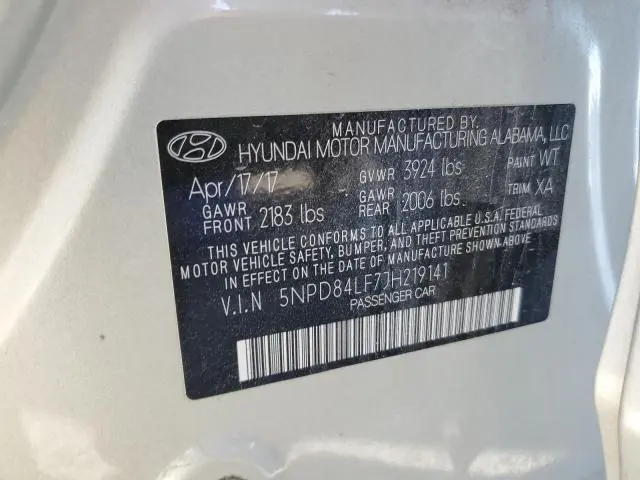 MANUFACTURED BY.
HYUNDAI MOTOR MANUFACTURING ALABAMA, LLC
Apr/17/17 GVWR 3924 lbs PAINT WT
GAWR FRONT 2183 lbs GAWR REAR 2006 lbs. TRIM XA
THIS VEHICLE CONFORMS TO ALL APPLICABLE U.S.A. FEDERAL
MOTOR VEHICLE SAFETY, BUMPER, AND THEFT PREVENTION STANDARDS
IN EFFECT ON THE DATE OF MANUFACTURE SHOWN ABOVE.
V.I.N 5NPD84LF7JH219141
PASSENGER CAR